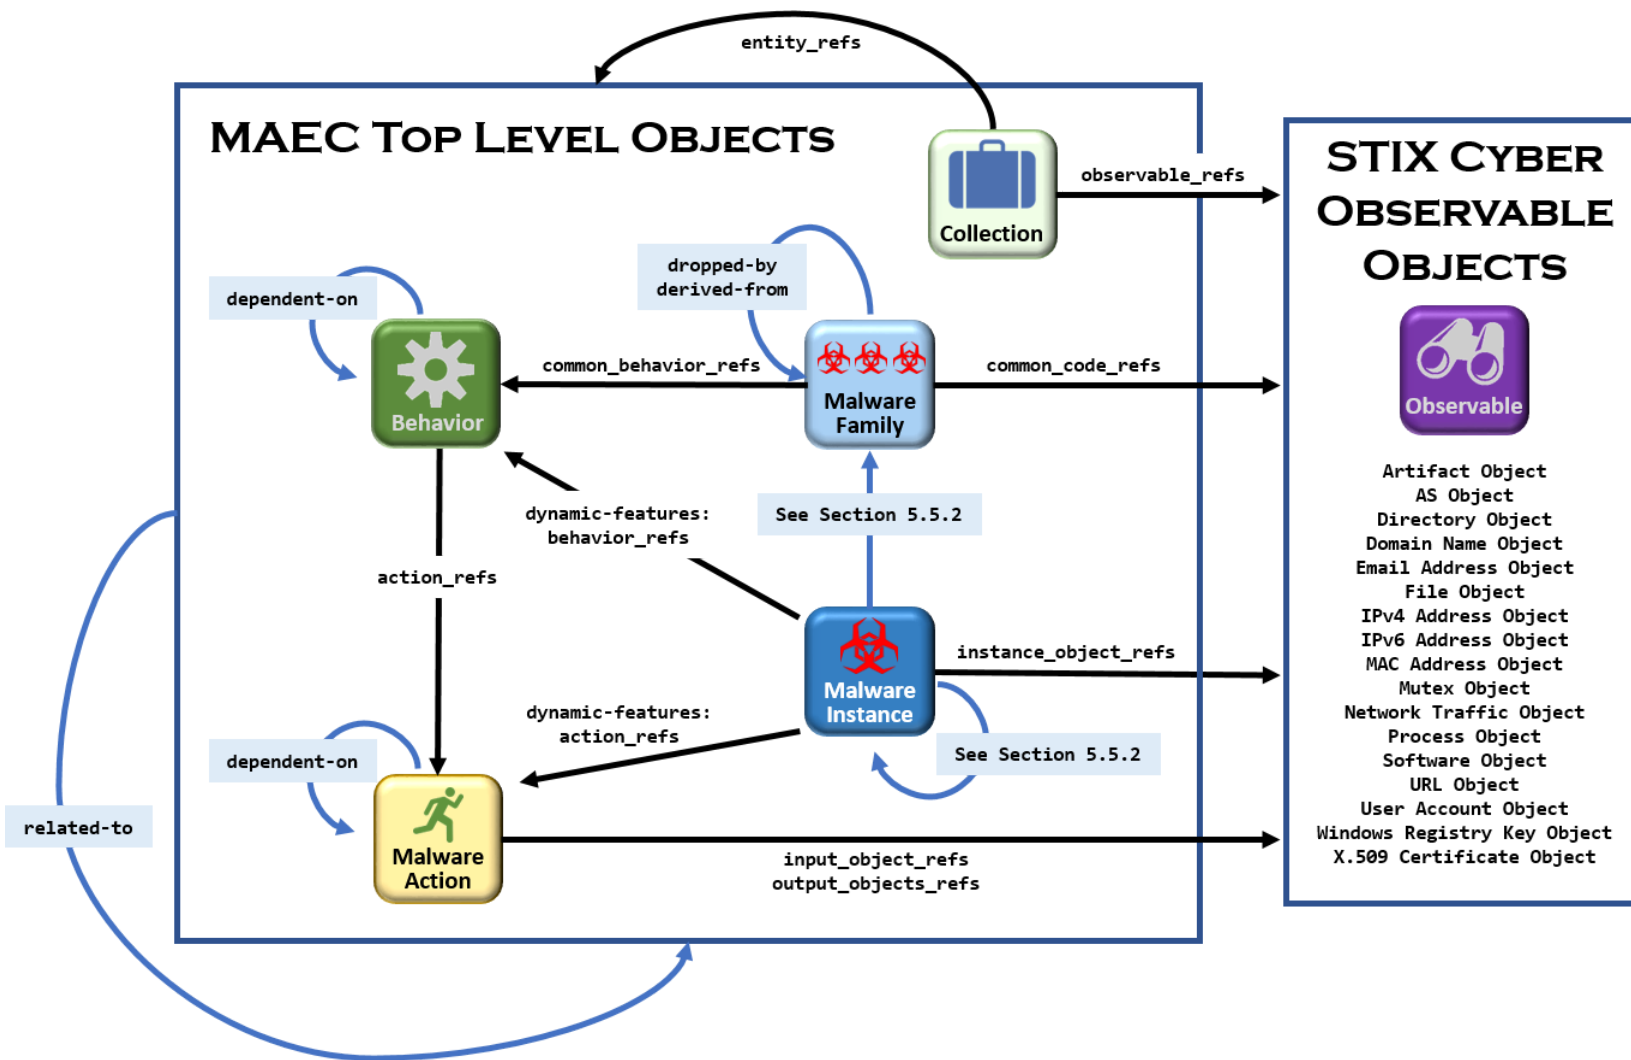 entity_refs
MAEC Top Level Objects
Collection
observable_refs
STIX Cyber
Observable
Objects
dependent-on
dropped-by
derived-from
Behavior
common_behavior_refs
Malware
Family
common_code_refs
Observable
dynamic-features:
behavior_refs
See Section 5.5.2
action_refs
Malware
Instance
instance_object_refs
dynamic-features:
action_refs
See Section 5.5.2
dependent-on
related-to
Malware
Action
input_object_refs
output_objects_refs
Artifact Object
AS Object
Directory Object
Domain Name Object
Email Address Object
File Object
IPv4 Address Object
IPv6 Address Object
MAC Address Object
Mutex Object
Network Traffic Object
Process Object
Software Object
URL Object
User Account Object
Windows Registry Key Object
X.509 Certificate Object